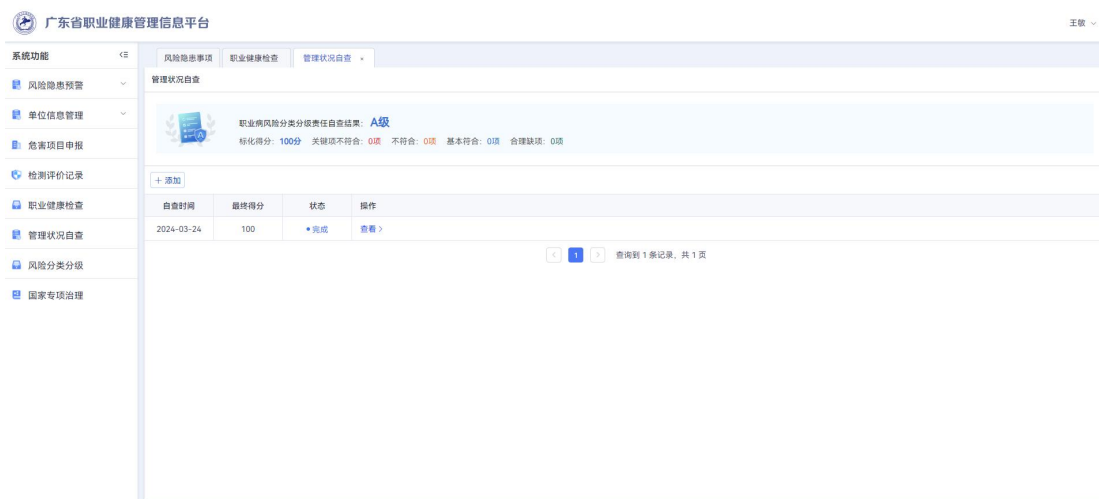 广东省职业健康管理信息平台
王敏
系统功能
风险隐患事项 职业健康检查 管理状况自查 ×
管理状况自查
风险隐患预警
单位信息管理
危害项目申报
检测评价记录
职业健康检查
管理状况自查
风险分类分级
国家专项治理
职业病风险分类分级责任自查结果: A级
标化得分: 100分 关键项不符合: 0项 不符合: 0项 基本符合: 0项 合理缺项: 0项
+ 添加
自查时间 最终得分 状态 操作
2024-03-24 100 完成 查看 >
< 1 > 查询到 1 条记录, 共 1 页